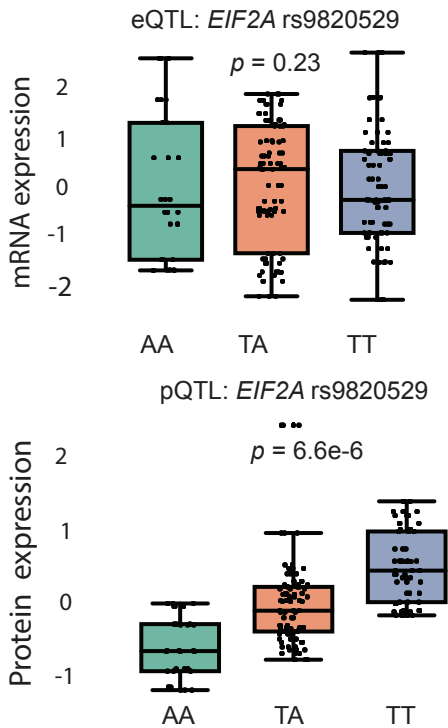 eQTL: EIF2A rs9820529
p = 0.23
mRNA expression
2
1
0
-1
-2
AA TA TT
pQTL: EIF2A rs9820529
p = 6.6e-6
Protein expression
2
1
0
-1
AA TA TT